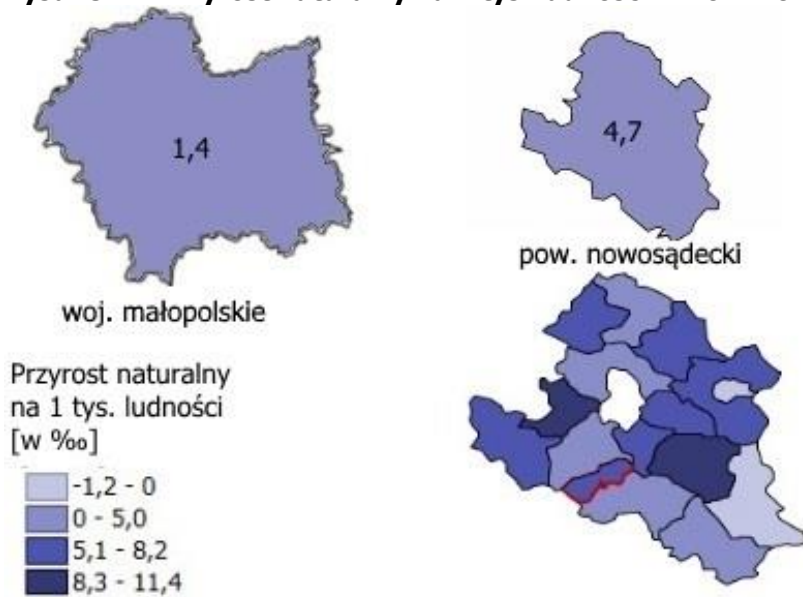 1,4
4,7
pow. nowosądecki
woj. małopolskie
Przyrost naturalny
na 1 tys. ludności
[w ‰]
-1,2 - 0
0 - 5,0
5,1 - 8,2
8,3 - 11,4